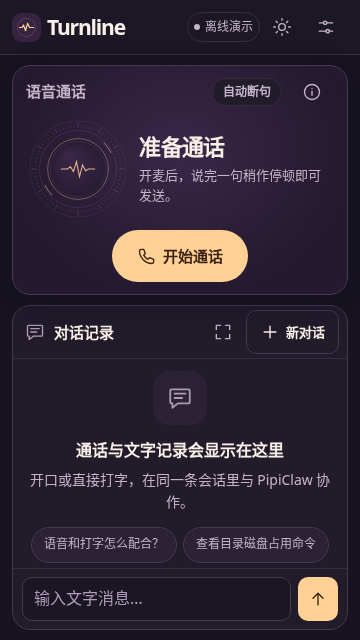 Turnline
离线演示
语音通话
自动断句
准备通话
开麦后，说完一句稍作停顿即可
发送。
开始通话
对话记录
新对话
通话与文字记录会显示在这里
开口或直接打字，在同一条会话里与 PipiClaw 协
作。
语音和打字怎么配合？
查看目录磁盘占用命令
输入文字消息...